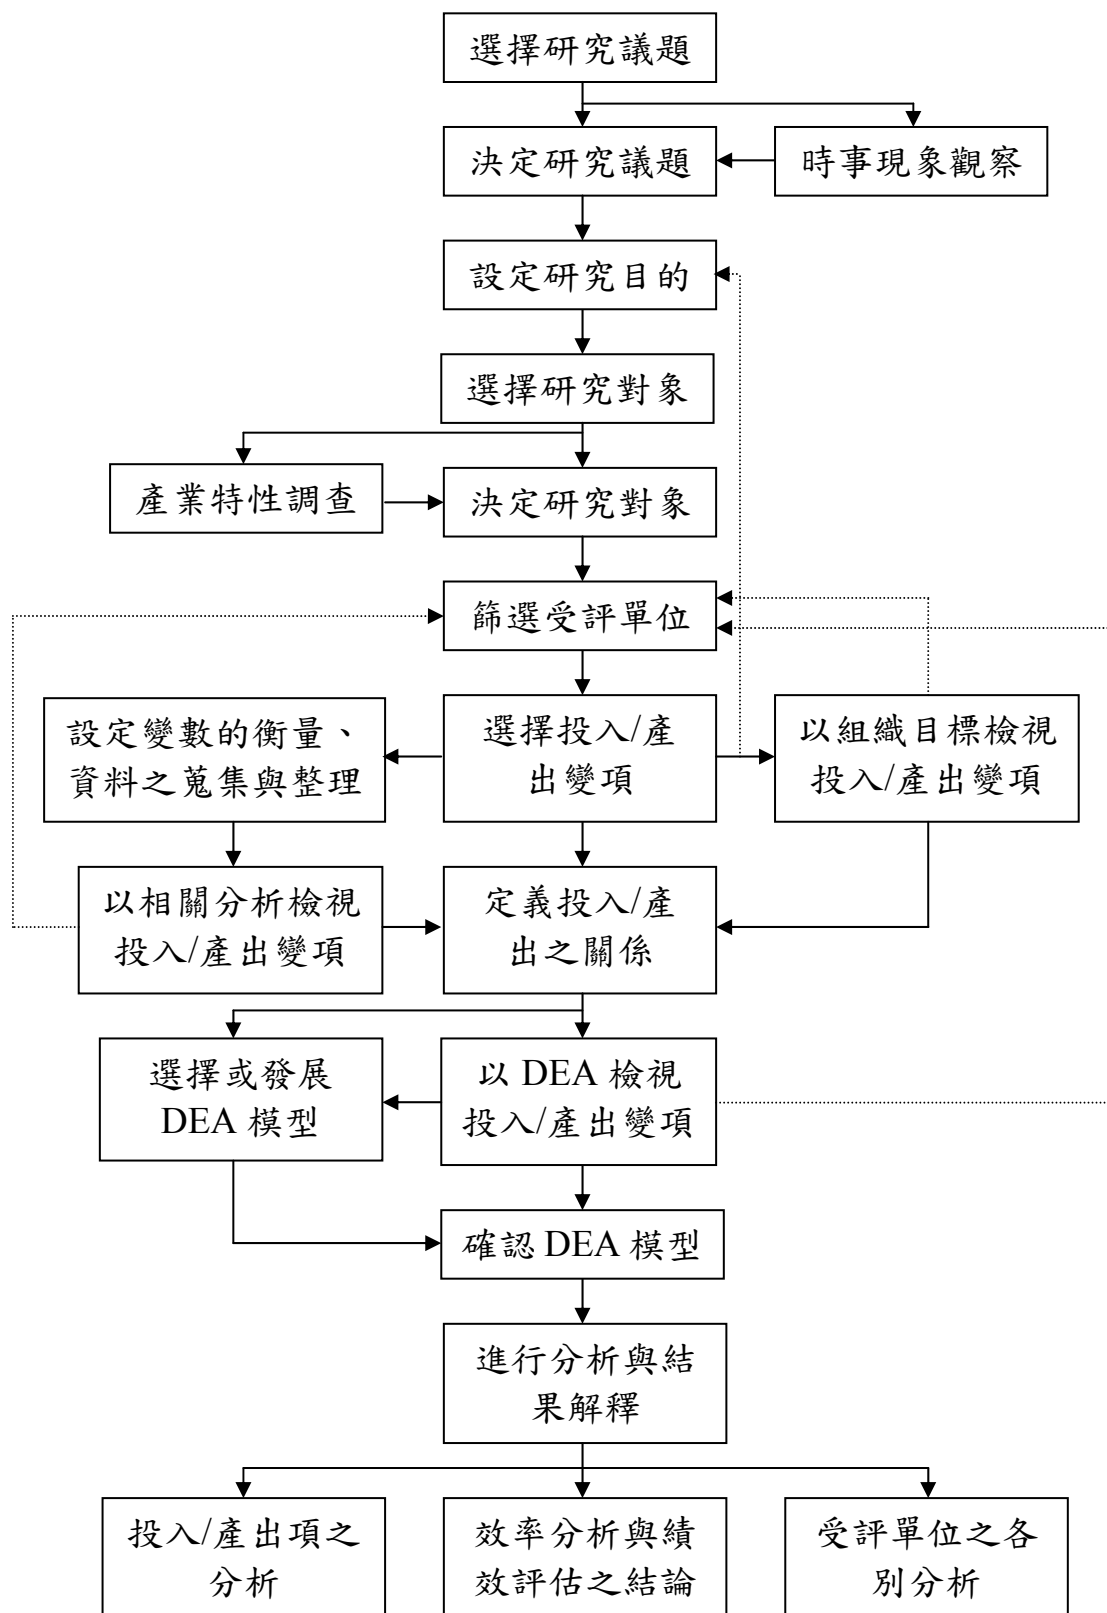 選擇研究議題
決定研究議題
時事現象觀察
設定研究目的
選擇研究對象
產業特性調查
決定研究對象
篩選受評單位
設定變數的衡量、
資料之蒐集與整理
選擇投入/產
出變項
以組織目標檢視
投入/產出變項
以相關分析檢視
投入/產出變項
定義投入/產
出之關係
選擇或發展
DEA 模型
以 DEA 檢視
投入/產出變項
確認 DEA 模型
進行分析與結
果解釋
投入/產出項之
分析
效率分析與績
效評估之結論
受評單位之各
別分析